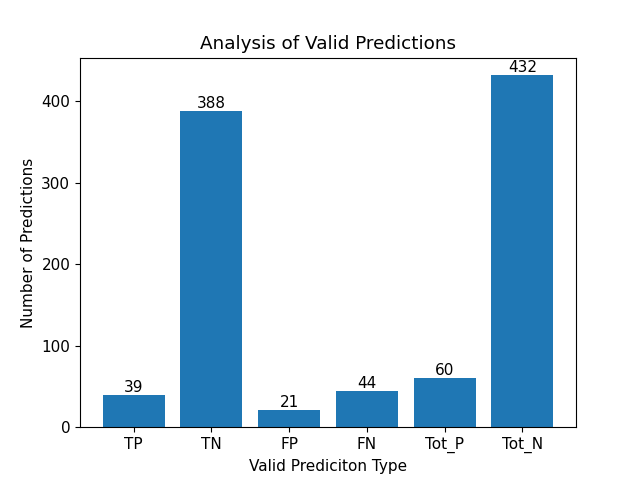 Analysis of Valid Predictions
Number of Predictions
400
300
200
100
0
39
388
21
44
60
432
TP
TN
FP
FN
Tot_P
Tot_N
Valid Prediciton Type